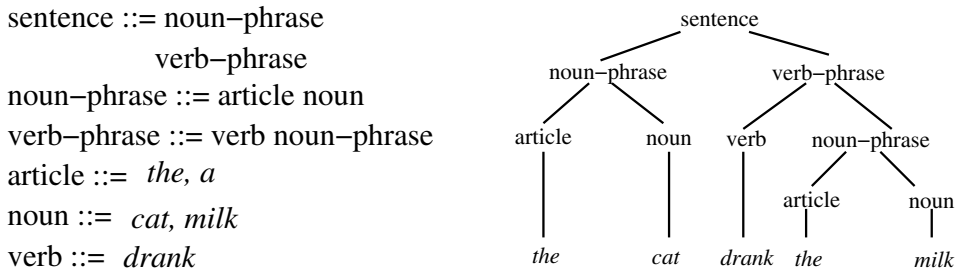 sentence ::= noun–phrase
verb–phrase
noun–phrase ::= article noun
verb–phrase ::= verb noun–phrase
article ::= the, a
noun ::= cat, milk
verb ::= drank
sentence
noun–phrase verb–phrase
article noun verb noun–phrase
article noun
the cat drank the milk